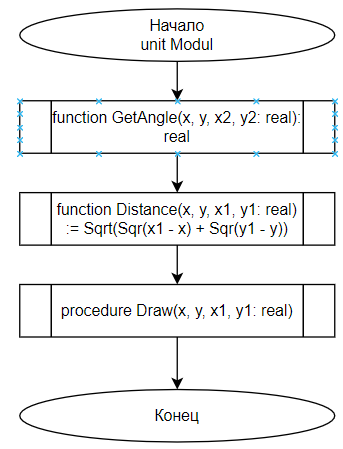 Начало
unit Modul
function GetAngle(x, y, x2, y2: real):
real
function Distance(x, y, x1, y1: real)
:= Sqrt(Sqr(x1 - x) + Sqr(y1 - y))
procedure Draw(x, y, x1, y1: real)
Конец